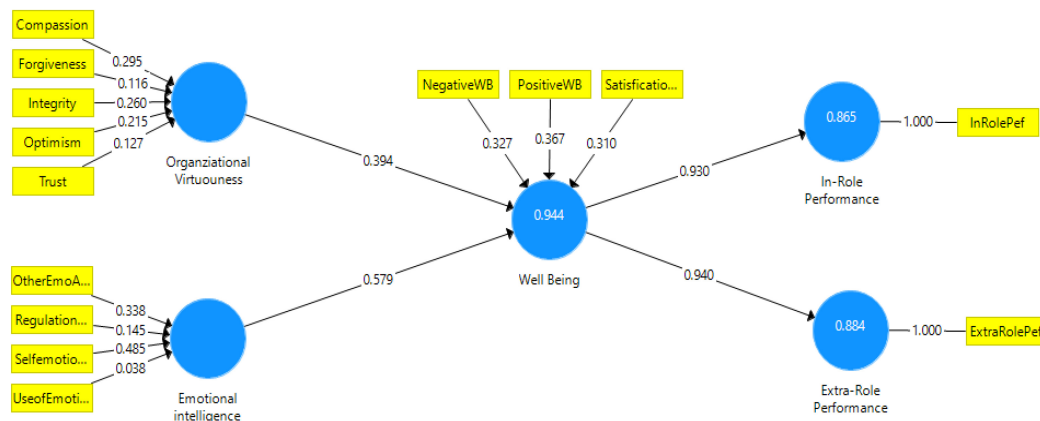 Compassion
0.295
Forgiveness
0.116
Integrity
0.260
Optimism
0.215
0.127
Trust
Organziational
Virtuouness
0.394
NegativeWB
PositiveWB
Satisficatio...
0.327
0.367
0.310
0.944
Well Being
0.930
0.865
1.000
InRolePef
In-Role
Performance
OtherEmoA...
0.338
Regulation...
0.145
Selfemotio...
0.485
0.038
UseofEmoti...
Emotional
intelligence
0.579
0.940
0.884
1.000
ExtraRolePef
Extra-Role
Performance